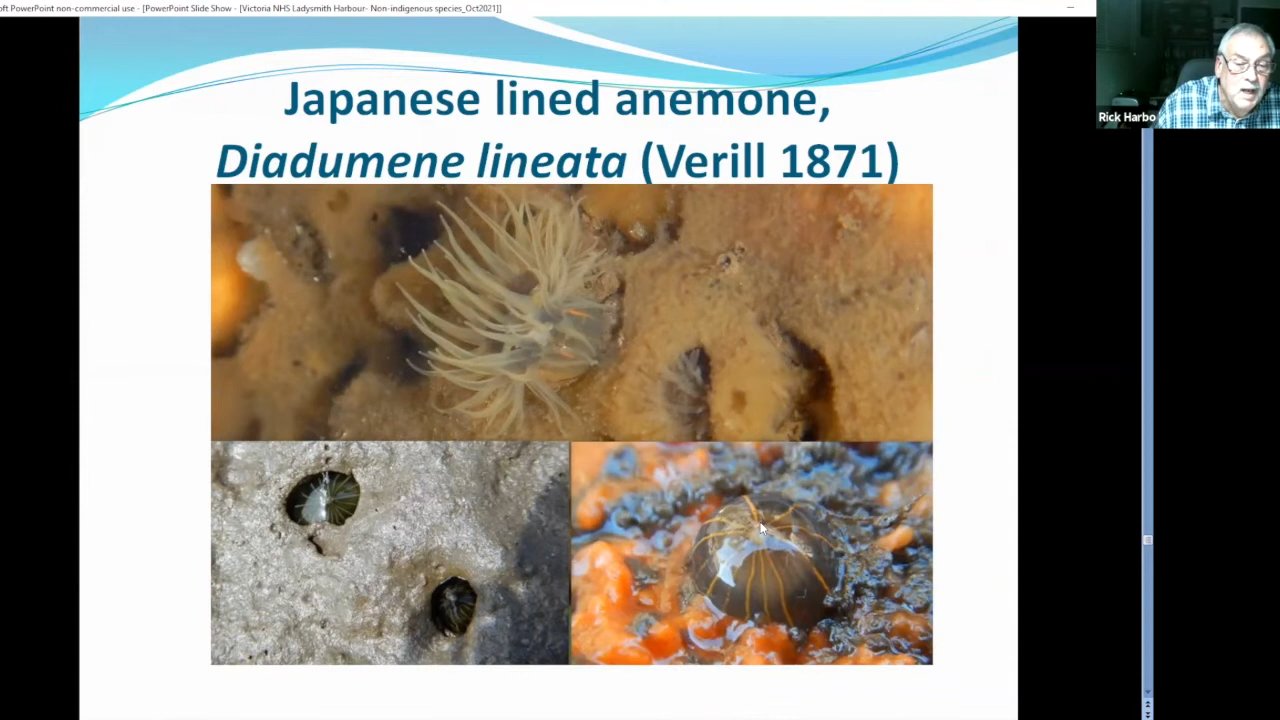 oft PowerPoint non-commercial use - [PowerPoint Slide Show - [Victoria NHS Ladysmith Harbour- Non-indigenous species_Oct2021]]
Japanese lined anemone,
Diadumene lineata (Verill 1871)
Rick Harbo